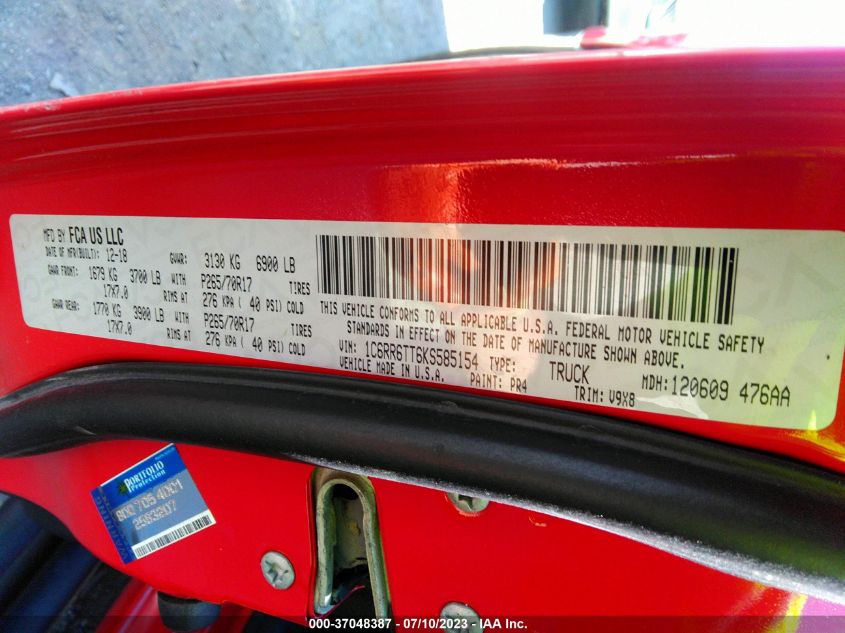 MFD BY FCA US LLC
DATE OF MFR(BUILT): 12-18 GVWR: 3130 KG 6900 LB
GAWR FRONT: 1679 KG 3700 LB WITH P265/70R17 TIRES
17X7.0 RIMS AT 276 KPA ( 40 PSI) COLD
GAWR REAR: 1770 KG 3900 LB WITH P265/70R17 TIRES
17X7.0 RIMS AT 276 KPA ( 40 PSI) COLD
THIS VEHICLE CONFORMS TO ALL APPLICABLE U.S.A. FEDERAL MOTOR VEHICLE SAFETY
STANDARDS IN EFFECT ON THE DATE OF MANUFACTURE SHOWN ABOVE.
VIN: 1C6RR6TT6KS585154 TYPE: TRUCK MDH: 120609 476AA
VEHICLE MADE IN U.S.A. PAINT: PR4 TRIM: V9X8
PORTFOLIO
Protection
800 705 4001
2583207
000-37048387 - 07/10/2023 - Insurance Auto Auctions, Inc.